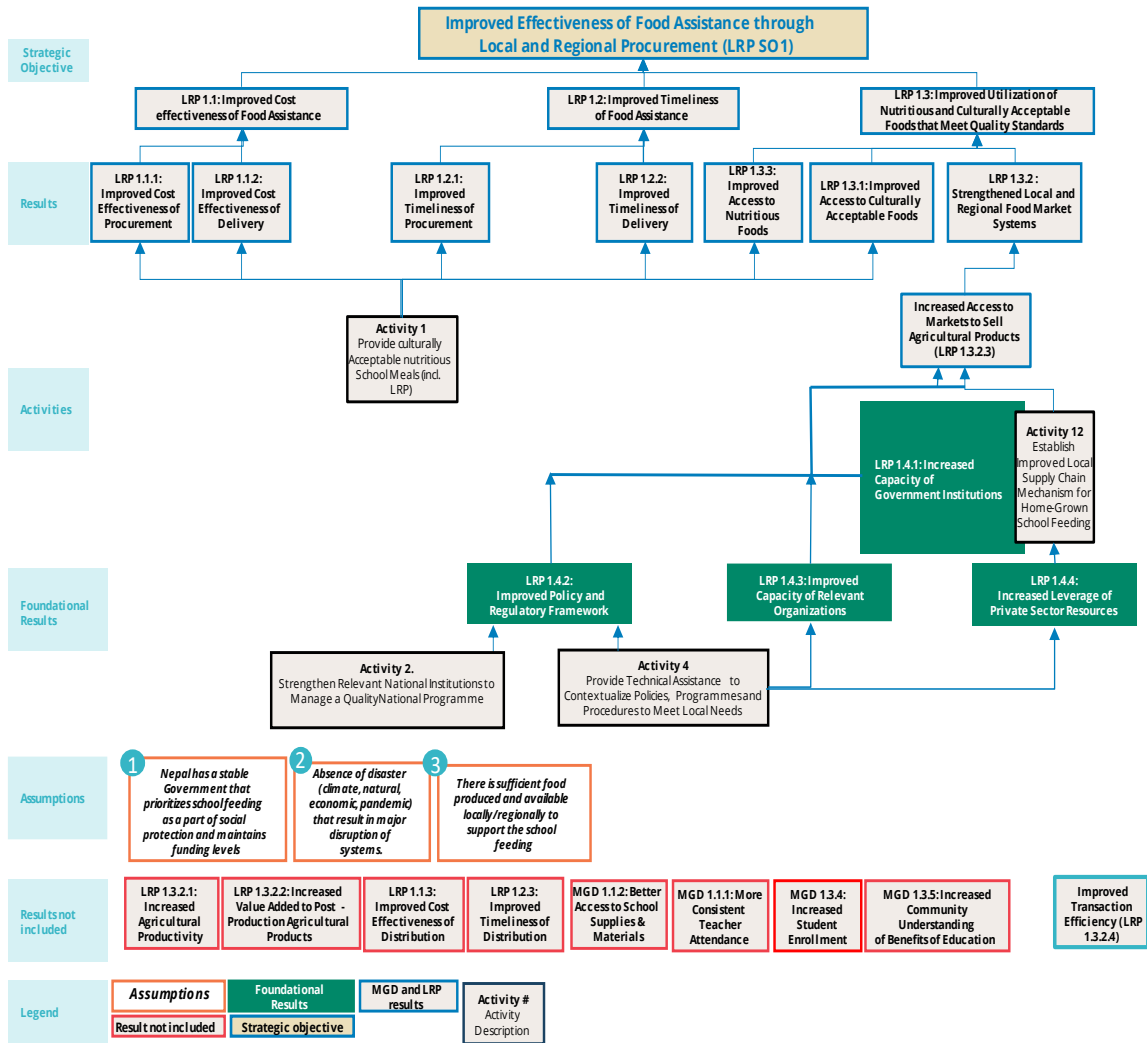 Improved Effectiveness of Food Assistance through
Local and Regional Procurement (LRP SO1)
Strategic
Objective
LRP 1.1: Improved Cost
effectiveness of Food Assistance
LRP 1.2: Improved Timeliness
of Food Assistance
LRP 1.3: Improved Utilization of
Nutritious and Culturally Acceptable
Foods that Meet Quality Standards
Results
LRP 1.1.1:
Improved Cost
Effectiveness of
Procurement
LRP 1.1.2:
Improved Cost
Effectiveness of
Delivery
LRP 1.2.1:
Improved
Timeliness of
Procurement
LRP 1.2.2:
Improved
Timeliness of
Delivery
LRP 1.3.3:
Improved
Access to
Nutritious
Foods
LRP 1.3.1: Improved
Access to Culturally
Acceptable Foods
LRP 1.3.2 :
Strengthened Local and
Regional Food Market
Systems
Activity 1
Provide culturally
Acceptable nutritious
School Meals (incl.
LRP)
Increased Access to
Markets to Sell
Agricultural Products
(LRP 1.3.2.3)
Activities
LRP 1.4.1: Increased
Capacity of
Government Institutions
Activity 12
Establish
Improved Local
Supply Chain
Mechanism for
Home-Grown
School Feeding
Foundational
Results
LRP 1.4.2:
Improved Policy and
Regulatory Framework
LRP 1.4.3: Improved
Capacity of Relevant
Organizations
LRP 1.4.4:
Increased Leverage of
Private Sector Resources
Activity 2.
Strengthen Relevant National Institutions to
Manage a Quality National Programme
Activity 4
Provide Technical Assistance to
Contextualize Policies, Programmes and
Procedures to Meet Local Needs
Assumptions
1
Nepal has a stable
Government that
prioritizes school feeding
as a part of social
protection and maintains
funding levels
2
Absence of disaster
(climate, natural,
economic, pandemic)
that result in major
disruption of
systems.
3
There is sufficient food
produced and available
locally/regionally to
support the school
feeding
Results not
included
LRP 1.3.2.1:
Increased
Agricultural
Productivity
LRP 1.3.2.2: Increased
Value Added to Post -
Production Agricultural
Products
LRP 1.1.3:
Improved Cost
Effectiveness of
Distribution
LRP 1.2.3:
Improved
Timeliness of
Distribution
MGD 1.1.2: Better
Access to School
Supplies &
Materials
MGD 1.1.1: More
Consistent
Teacher
Attendance
MGD 1.3.4:
Increased
Student
Enrollment
MGD 1.3.5: Increased
Community
Understanding
of Benefits of Education
Improved
Transaction
Efficiency (LRP
1.3.2.4)
Legend
Assumptions
Foundational
Results
MGD and LRP
results
Activity #
Activity
Description
Result not included
Strategic objective